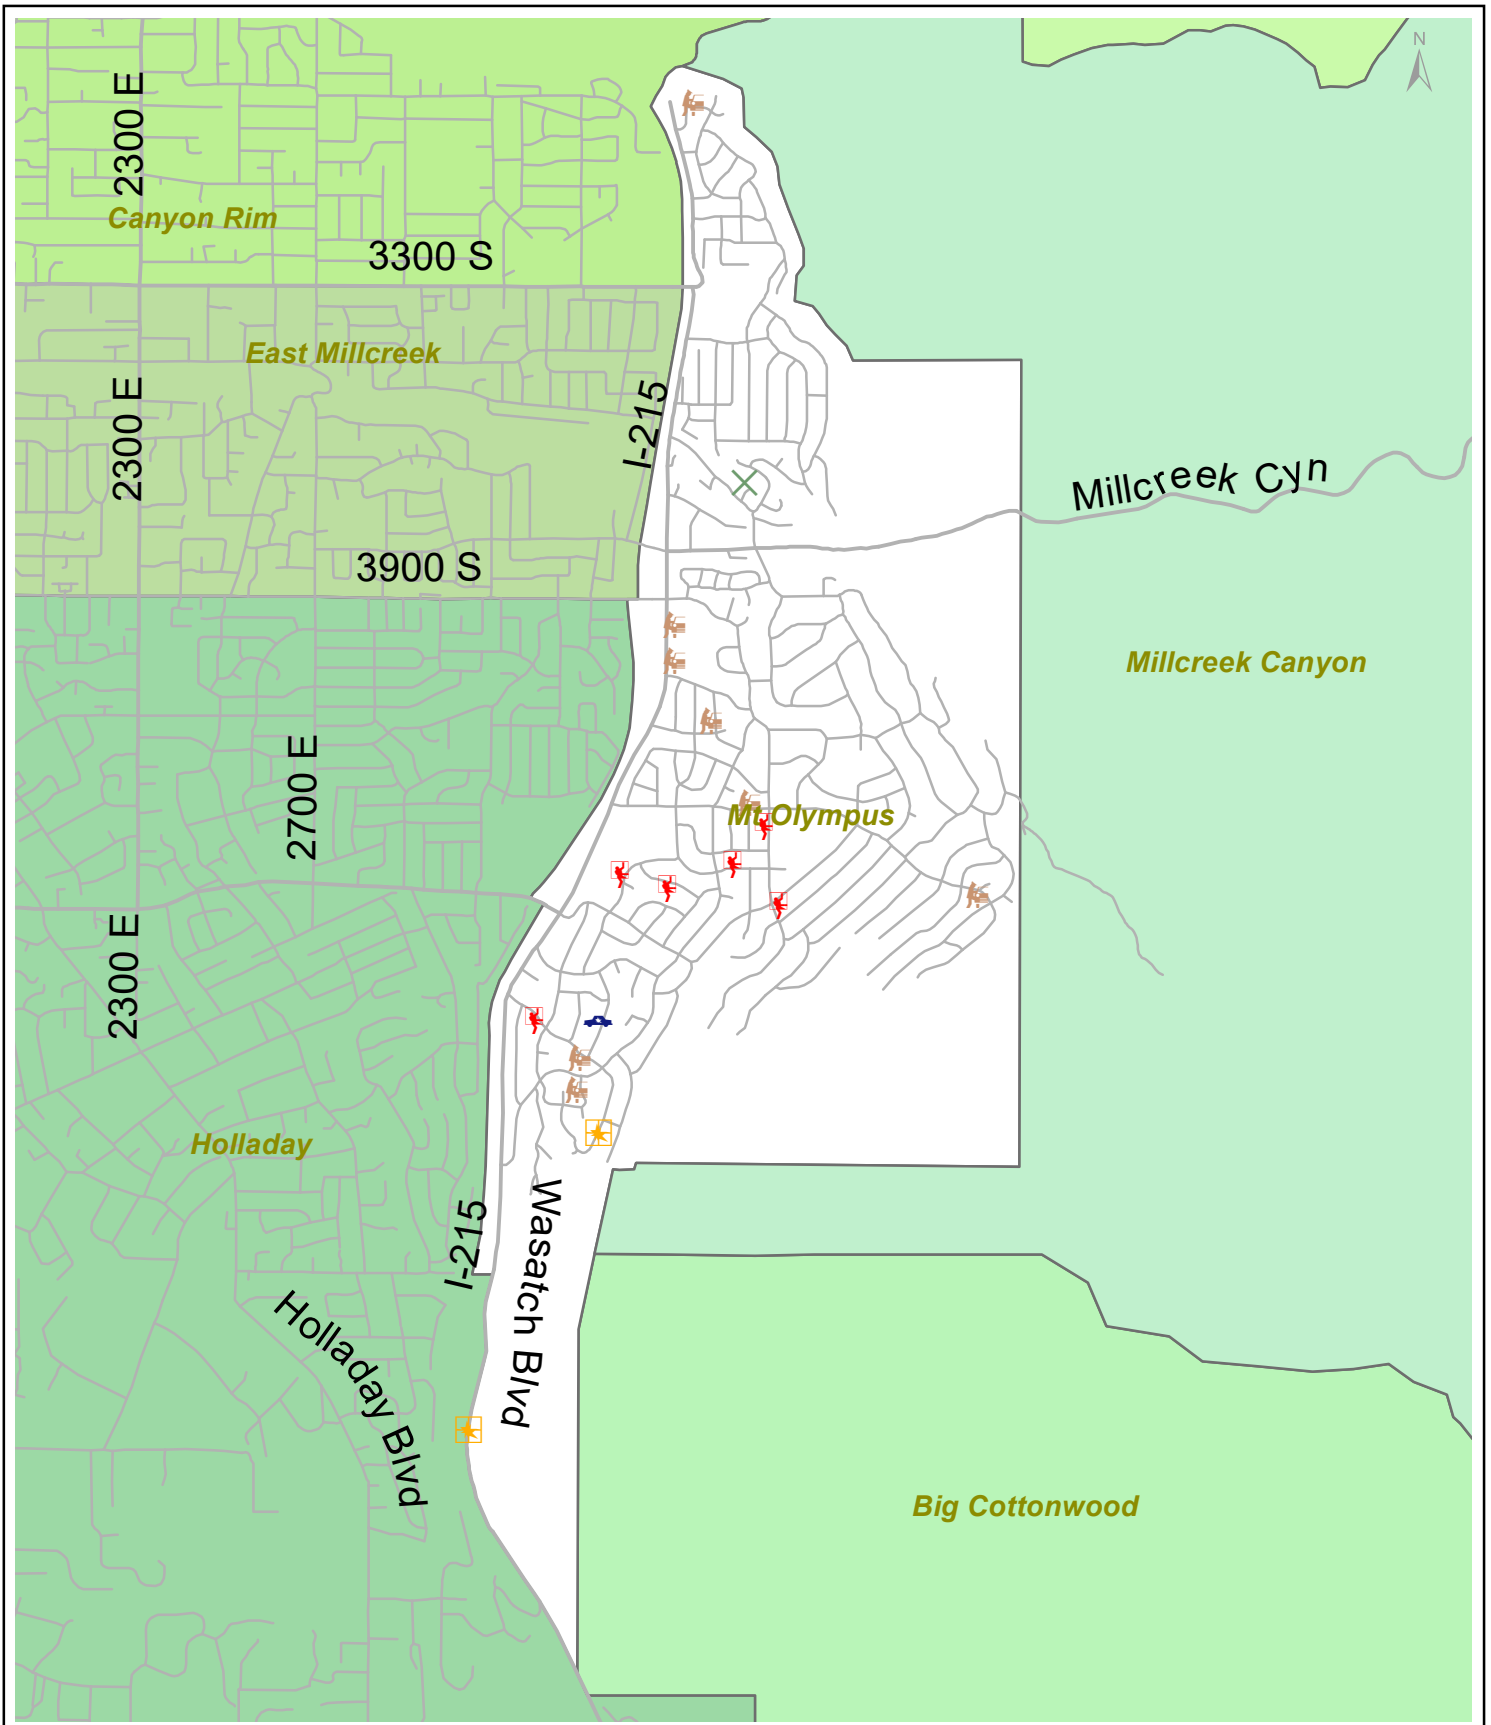 N
2300 E
Canyon Rim
3300 S
East Millcreek
2300 E
I-215
Millcreek Cyn
3900 S
Millcreek Canyon
2700 E
Mt Olympus
2300 E
Holladay
I-215
Wasatch Blvd
Holladay Blvd
Big Cottonwood